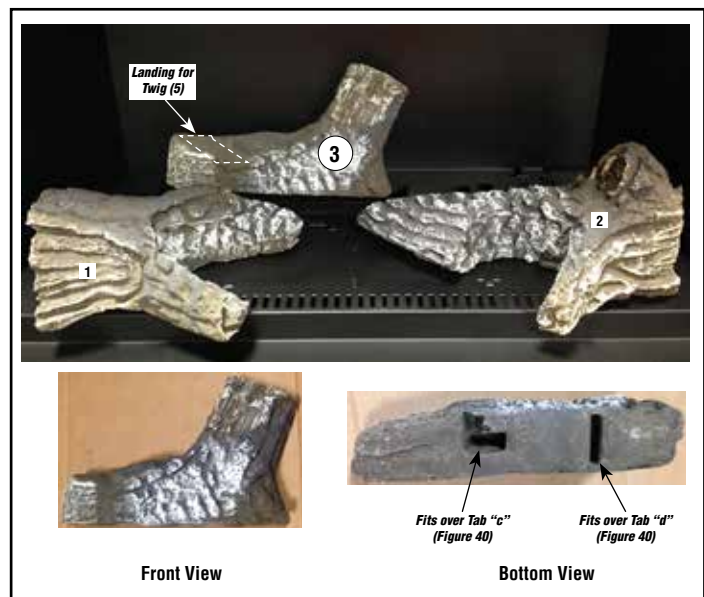 Landing for
Twig (5)
3
1
2
Fits over Tab “c”
(Figure 40)
Fits over Tab “d”
(Figure 40)
Front View
Bottom View